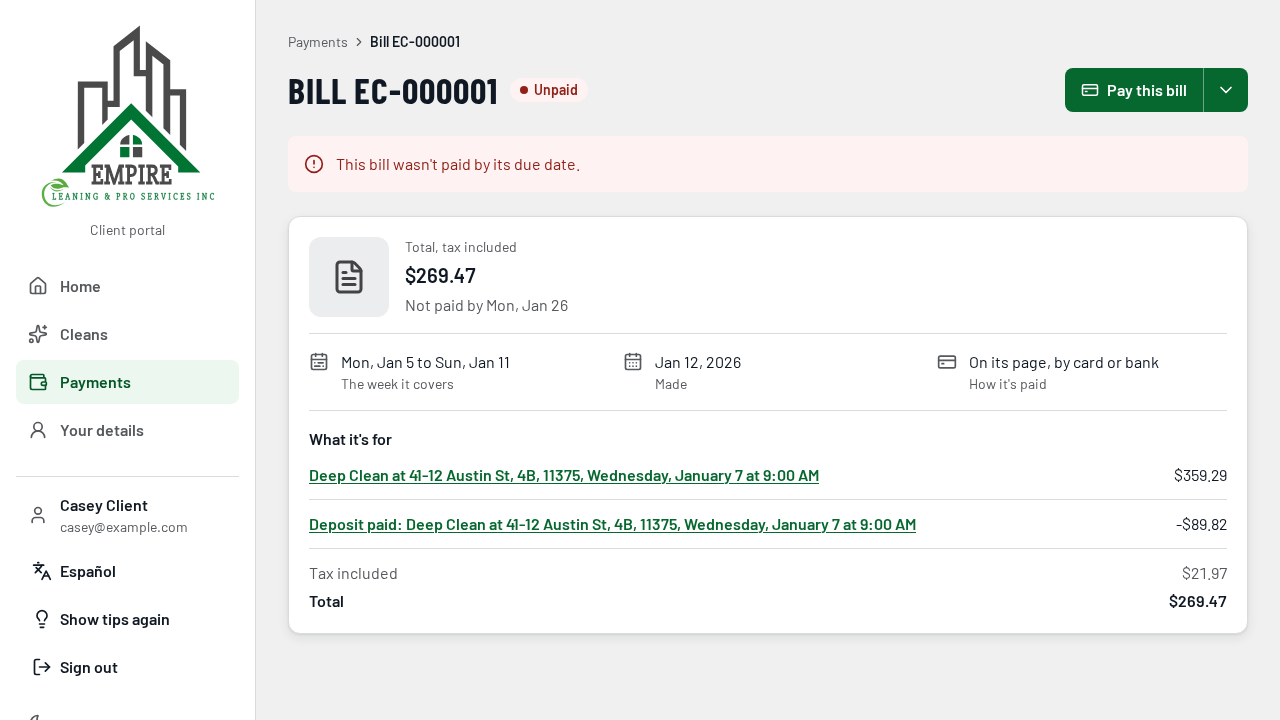 EMPIRE
LEANING & PRO SERVICES INC
Client portal
Home
Cleans
Payments
Your details
Casey Client
casey@example.com
Español
Show tips again
Sign out
Payments > Bill EC-000001
BILL EC-000001
Unpaid
Pay this bill
This bill wasn't paid by its due date.
Total, tax included
$269.47
Not paid by Mon, Jan 26
Mon, Jan 5 to Sun, Jan 11
The week it covers
Jan 12, 2026
Made
On its page, by card or bank
How it's paid
What it's for
Deep Clean at 41-12 Austin St, 4B, 11375, Wednesday, January 7 at 9:00 AM $359.29
Deposit paid: Deep Clean at 41-12 Austin St, 4B, 11375, Wednesday, January 7 at 9:00 AM -$89.82
Tax included $21.97
Total $269.47